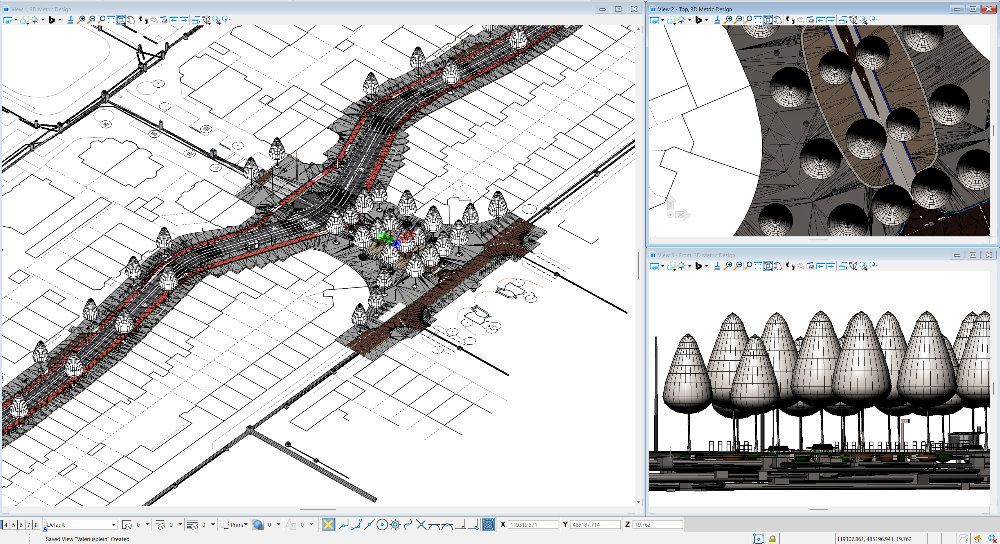 View 1, 3D Metric Design
View 2 - Top, 3D Metric Design
Y
X
View 3 - Front, 3D Metric Design
4 5 6 7 8 Default 0 0 0 Prim 0 0 X 119319.571 Y 485187.714 Z 19.762
A
Saved View "Valeriusplein" Created 119307.861, 485196.941, 19.762